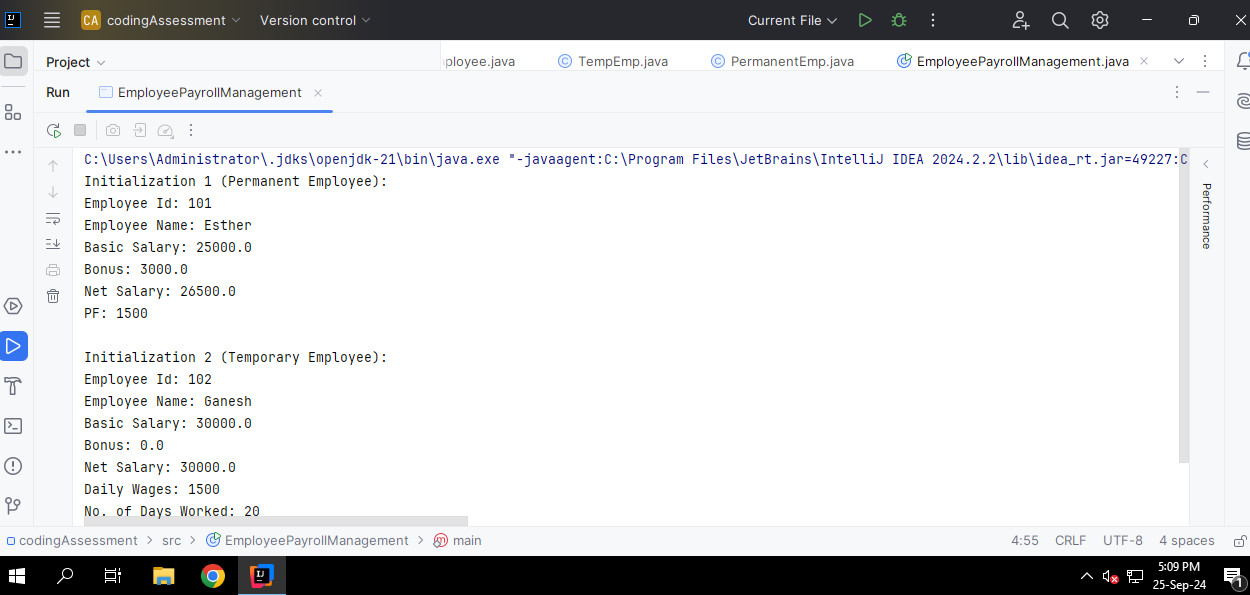 CA codingAssessment Version control Current File
Project ployee.java TempEmp.java PermanentEmp.java EmployeePayrollManagement.java
Run EmployeePayrollManagement
C:\Users\Administrator\.jdks\openjdk-21\bin\java.exe "-javaagent:C:\Program Files\JetBrains\IntelliJ IDEA 2024.2.2\lib\idea_rt.jar=49227:C
Initialization 1 (Permanent Employee):
Employee Id: 101
Employee Name: Esther
Basic Salary: 25000.0
Bonus: 3000.0
Net Salary: 26500.0
PF: 1500
Initialization 2 (Temporary Employee):
Employee Id: 102
Employee Name: Ganesh
Basic Salary: 30000.0
Bonus: 0.0
Net Salary: 30000.0
Daily Wages: 1500
No. of Days Worked: 20
Performance
codingAssessment > src > EmployeePayrollManagement > main 4:55 CRLF UTF-8 4 spaces
5:09 PM
25-Sep-24
1